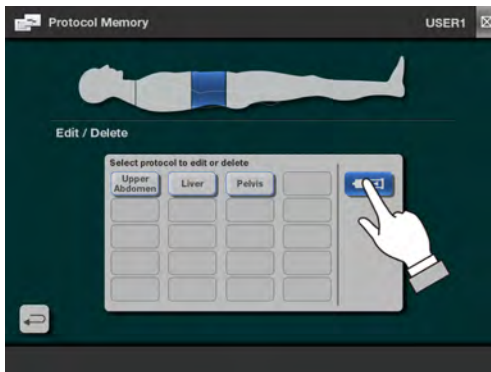 Protocol Memory
USER1
Edit / Delete
Select protocol to edit or delete
Upper
Abdomen
Liver
Pelvis